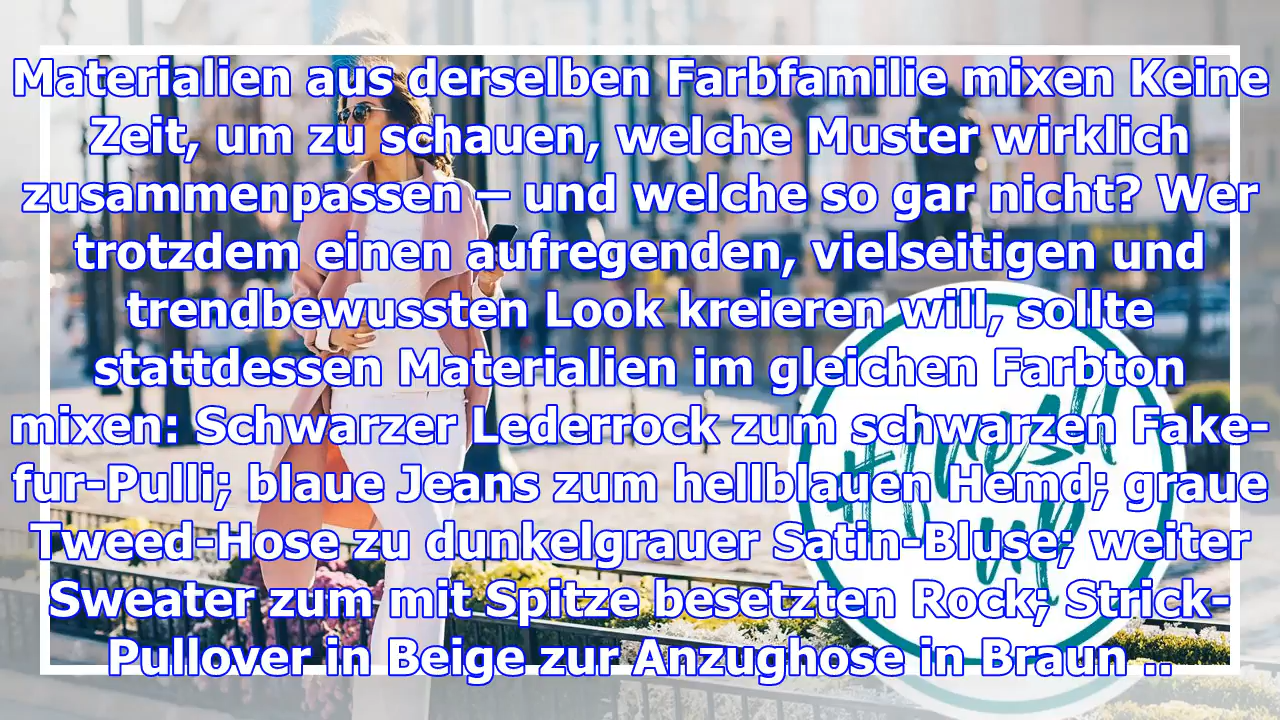 Materialien aus derselben Farbfamilie mixen Keine
Zeit, um zu schauen, welche Muster wirklich
zusammenpassen – und welche so gar nicht? Wer
trotzdem einen aufregenden, vielseitigen und
trendbewussten Look kreieren will, sollte
stattdessen Materialien im gleichen Farbton
mixen: Schwarzer Lederrock zum schwarzen Fake-
fur-Pulli; blaue Jeans zum hellblauen Hemd; graue
Tweed-Hose zu dunkelgrauer Satin-Bluse; weiter
Sweater zum mit Spitze besetzten Rock; Strick-
Pullover in Beige zur Anzughose in Braun ..
#fresh
up